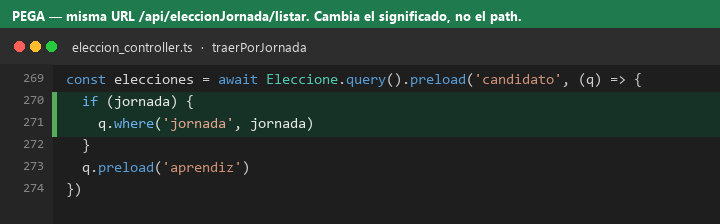 PEGA — misma URL /api/eleccionJornada/listar. Cambia el significado, no el path.
eleccion_controller.ts · traerPorJornada
269 const elecciones = await Eleccione.query().preload('candidato', (q) => {
270 if (jornada) {
271 q.where('jornada', jornada)
272 }
273 q.preload('aprendiz')
274 })